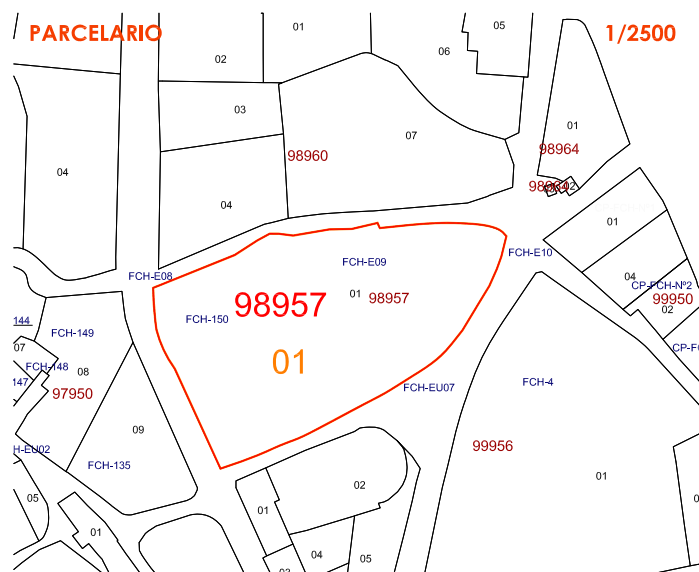 PARCELARIO
1/2500
01
05
06
02
03
07
01
98964
98960
02
04
04
01
FCH-E10
FCH-E09
FCH-E08
04
CP-FCH-Nº2
99950
02
98957
01
98957
FCH-150
144
FCH-149
07
FCH-148
08
147
97950
FCH-EU07
FCH-4
09
H-EU02
FCH-135
99956
01
02
05
01
01
04
05